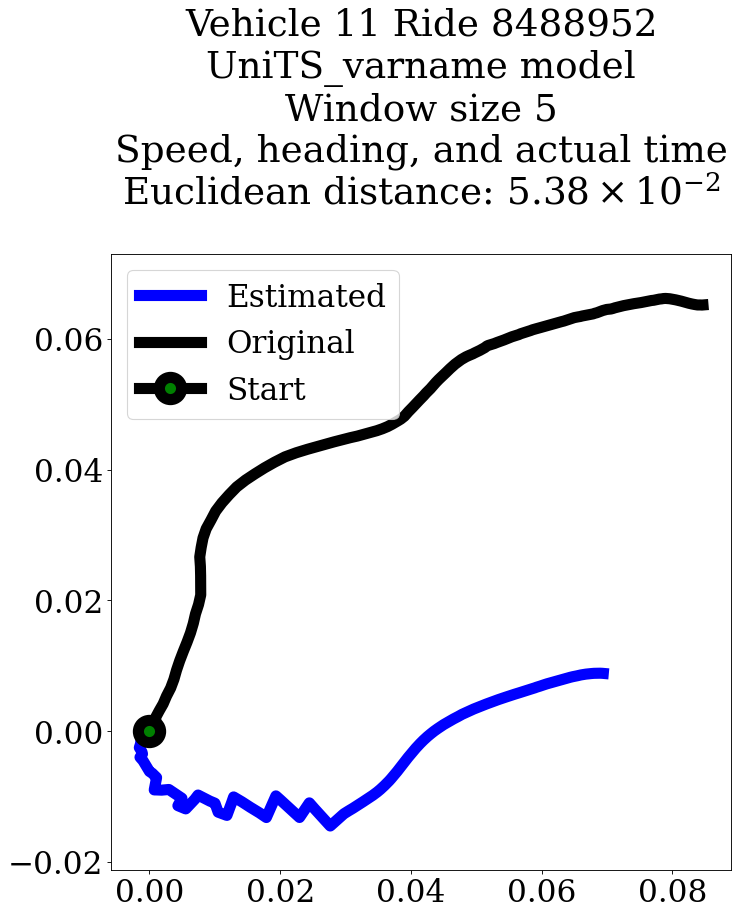 Vehicle 11 Ride 8488952
UniTS_varname model
Window size 5
Speed, heading, and actual time
Euclidean distance: 5.38 × 10⁻²
Estimated
Original
Start
0.06
0.04
0.02
0.00
−0.02
0.00 0.02 0.04 0.06 0.08